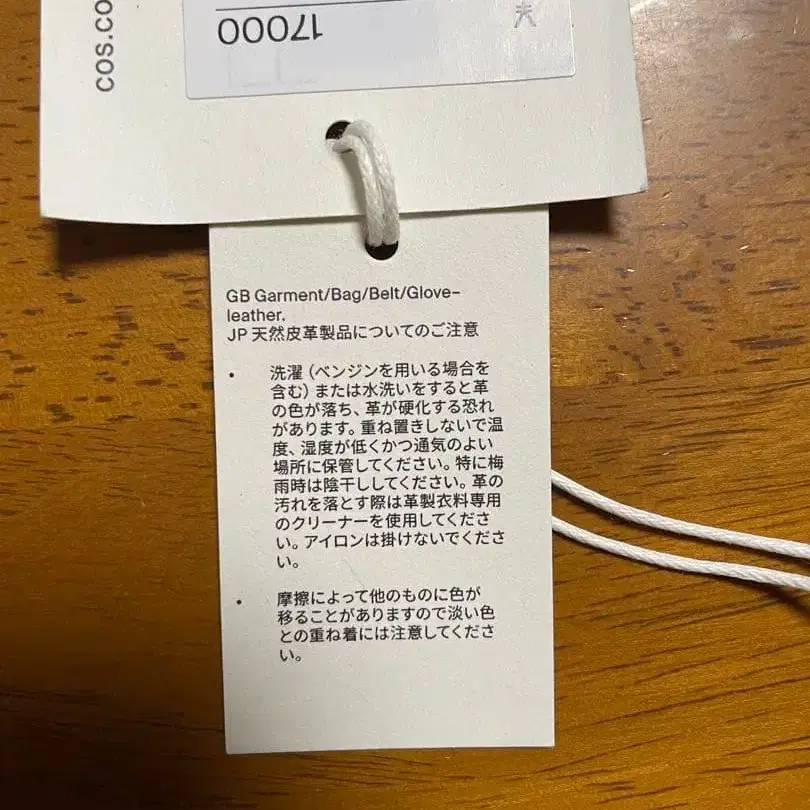 cos.co
17000
GB Garment/Bag/Belt/Glove-
leather.
JP 天然皮革製品についてのご注意
• 洗濯（ベンジンを用いる場合を
含む）または水洗いをすると革
の色が落ち、革が硬化する恐れ
があります。重ね置きしないで温
度、湿度が低くかつ通気のよい
場所に保管してください。特に梅
雨時は陰干ししてください。革の
汚れを落とす際は革製衣料専用
のクリーナーを使用してくださ
い。アイロンは掛けないでくださ
い。
• 摩擦によって他のものに色が
移ることがありますので淡い色
との重ね着には注意してくださ
い。